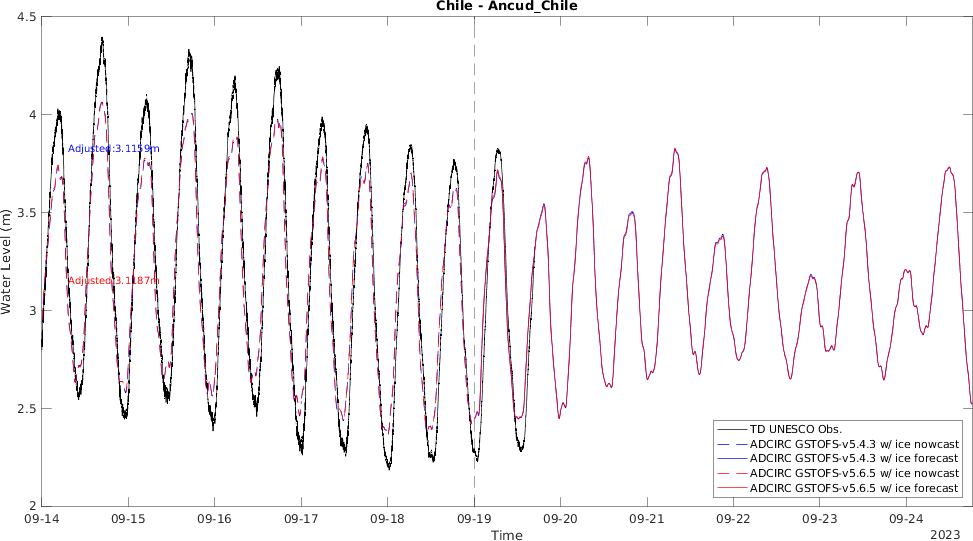 Chile - Ancud_Chile
4.5
4
3.5
3
2.5
2
Water Level (m)
Adjusted:3.1159m
Adjusted:3.1187m
TD UNESCO Obs.
ADCIRC GSTOFS-v5.4.3 w/ ice nowcast
ADCIRC GSTOFS-v5.4.3 w/ ice forecast
ADCIRC GSTOFS-v5.6.5 w/ ice nowcast
ADCIRC GSTOFS-v5.6.5 w/ ice forecast
09-14 09-15 09-16 09-17 09-18 09-19 09-20 09-21 09-22 09-23 09-24
Time
2023